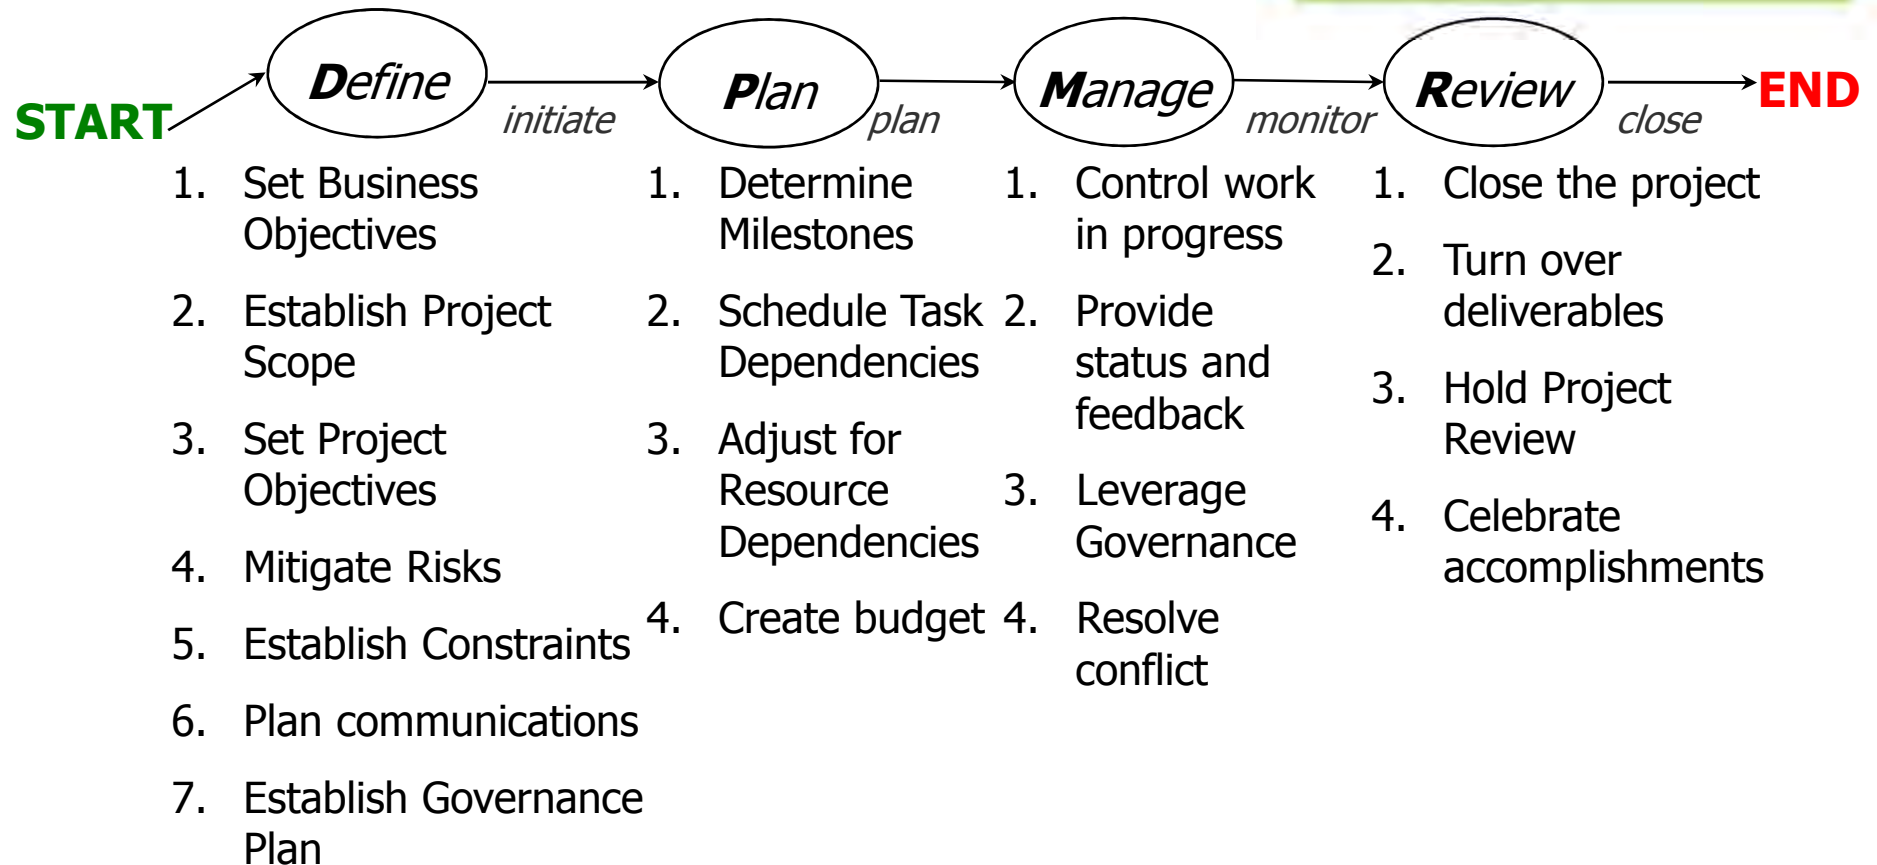 START
Define
initiate
Plan
plan
Manage
monitor
Review
close
END
1. Set Business
Objectives
2. Establish Project
Scope
3. Set Project
Objectives
4. Mitigate Risks
5. Establish Constraints
6. Plan communications
7. Establish Governance
Plan
1. Determine
Milestones
2. Schedule Task
Dependencies
3. Adjust for
Resource
Dependencies
4. Create budget
1. Control work
in progress
2. Provide
status and
feedback
3. Leverage
Governance
4. Resolve
conflict
1. Close the project
2. Turn over
deliverables
3. Hold Project
Review
4. Celebrate
accomplishments